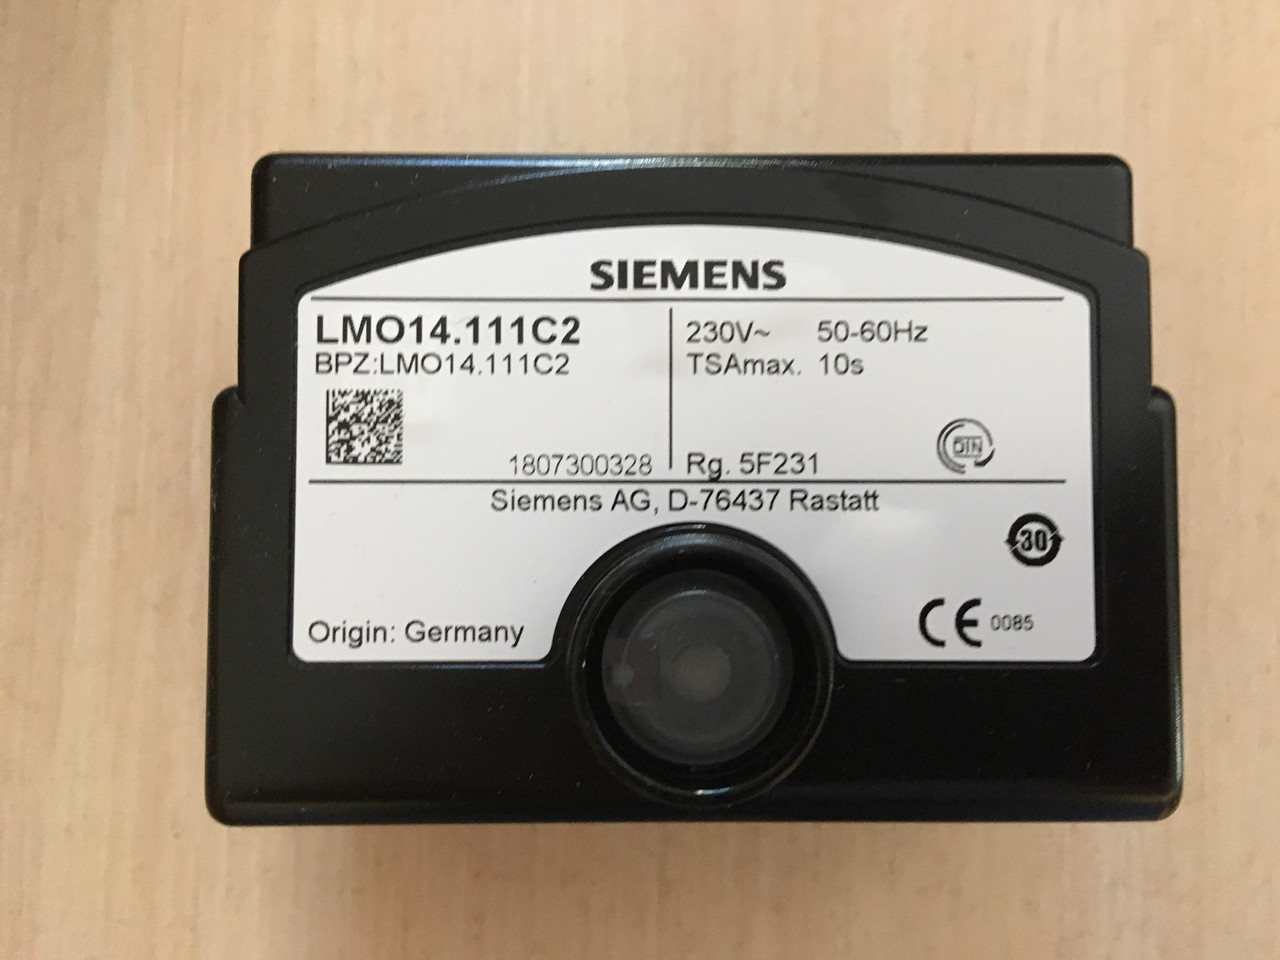 SIEMENS
LMO14.111C2
BPZ:LMO14.111C2
1807300328
230V~ 50-60Hz
TSAmax. 10s
Rg. 5F231
DIN
Siemens AG, D-76437 Rastatt
30
Origin: Germany
CE 0085